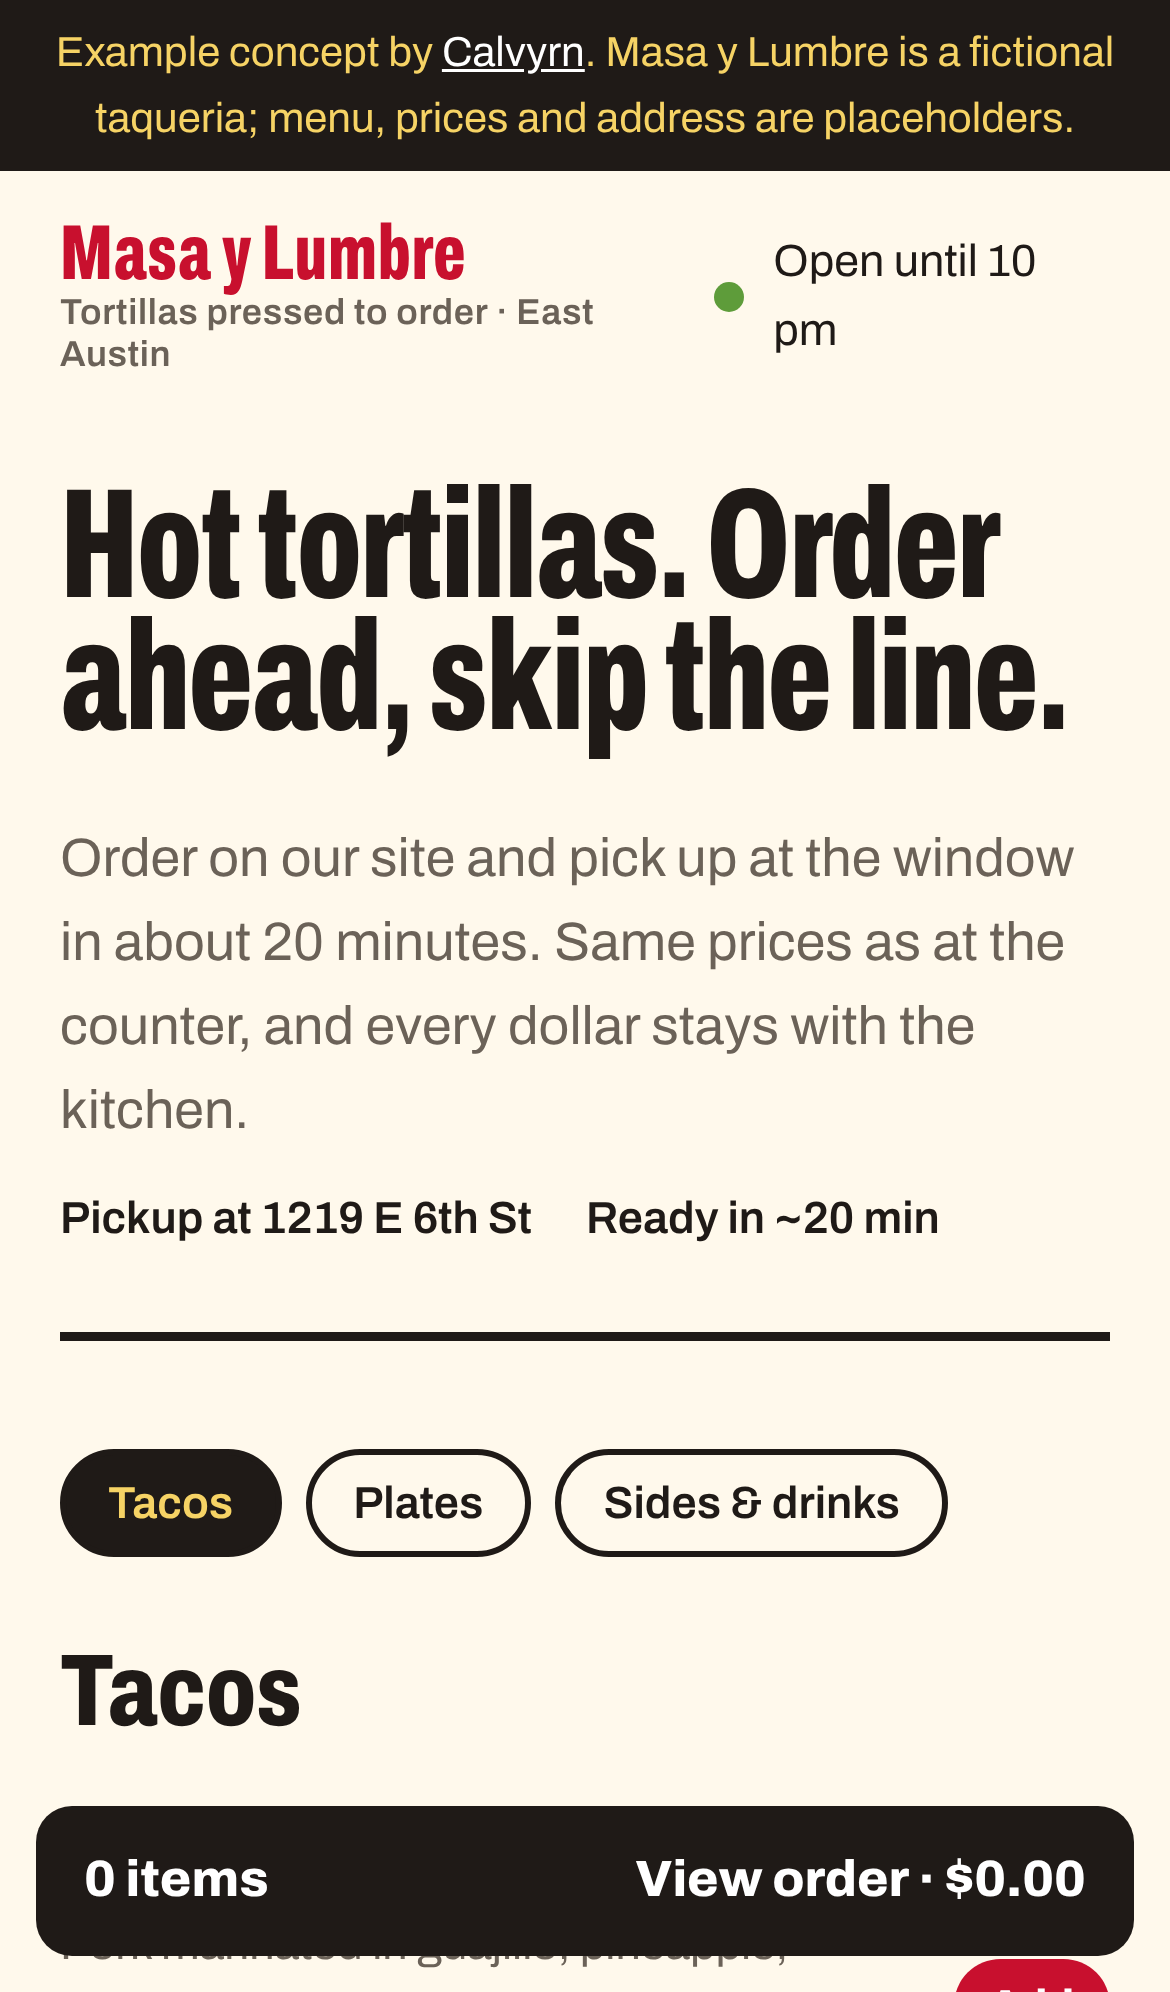 Example concept by Calvyrn. Masa y Lumbre is a fictional
taqueria; menu, prices and address are placeholders.
Masa y Lumbre
Tortillas pressed to order · East
Austin
Open until 10
pm
Hot tortillas. Order
ahead, skip the line.
Order on our site and pick up at the window
in about 20 minutes. Same prices as at the
counter, and every dollar stays with the
kitchen.
Pickup at 1219 E 6th St
Ready in ~20 min
Tacos
Plates
Sides & drinks
Tacos
0 items
View order · $0.00